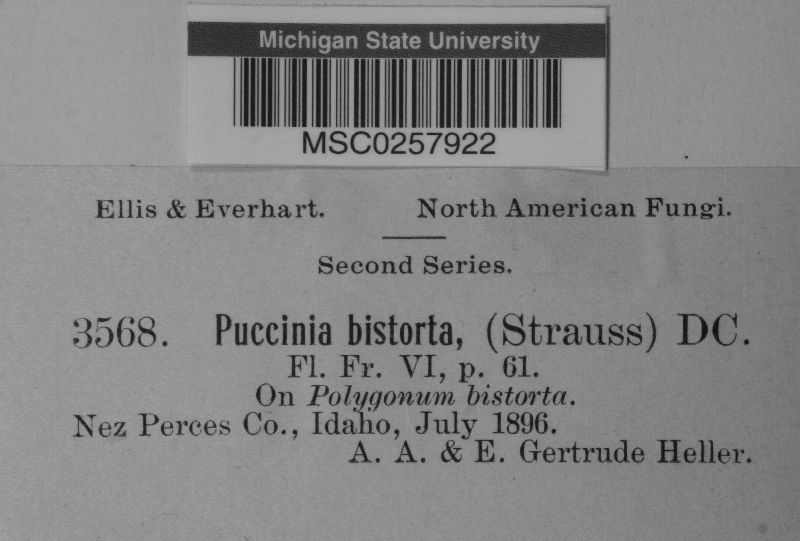 Michigan State University
MSC0257922
Ellis & Everhart. North American Fungi.
Second Series.
3568. Puccinia bistorta, (Strauss) DC.
Fl. Fr. VI, p. 61.
On Polygonum bistorta.
Nez Perces Co., Idaho, July 1896.
A. A. & E. Gertrude Heller.